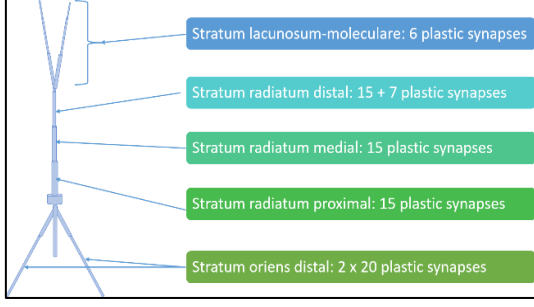 Stratum lacunosum-moleculare: 6 plastic synapses
Stratum radiatum distal: 15 + 7 plastic synapses
Stratum radiatum medial: 15 plastic synapses
Stratum radiatum proximal: 15 plastic synapses
Stratum oriens distal: 2 x 20 plastic synapses